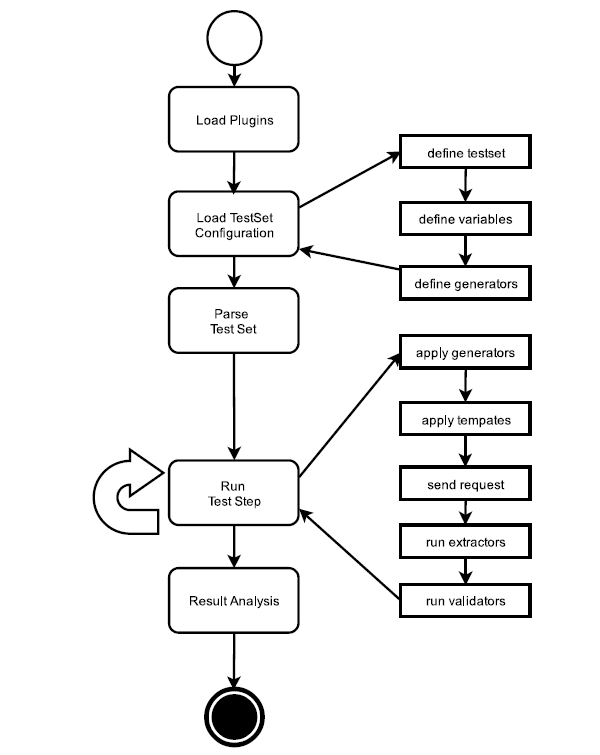 Load Plugins
Load TestSet
Configuration
define testset
define variables
define generators
Parse
Test Set
apply generators
apply tempates
send request
run extractors
run validators
Run
Test Step
Result Analysis